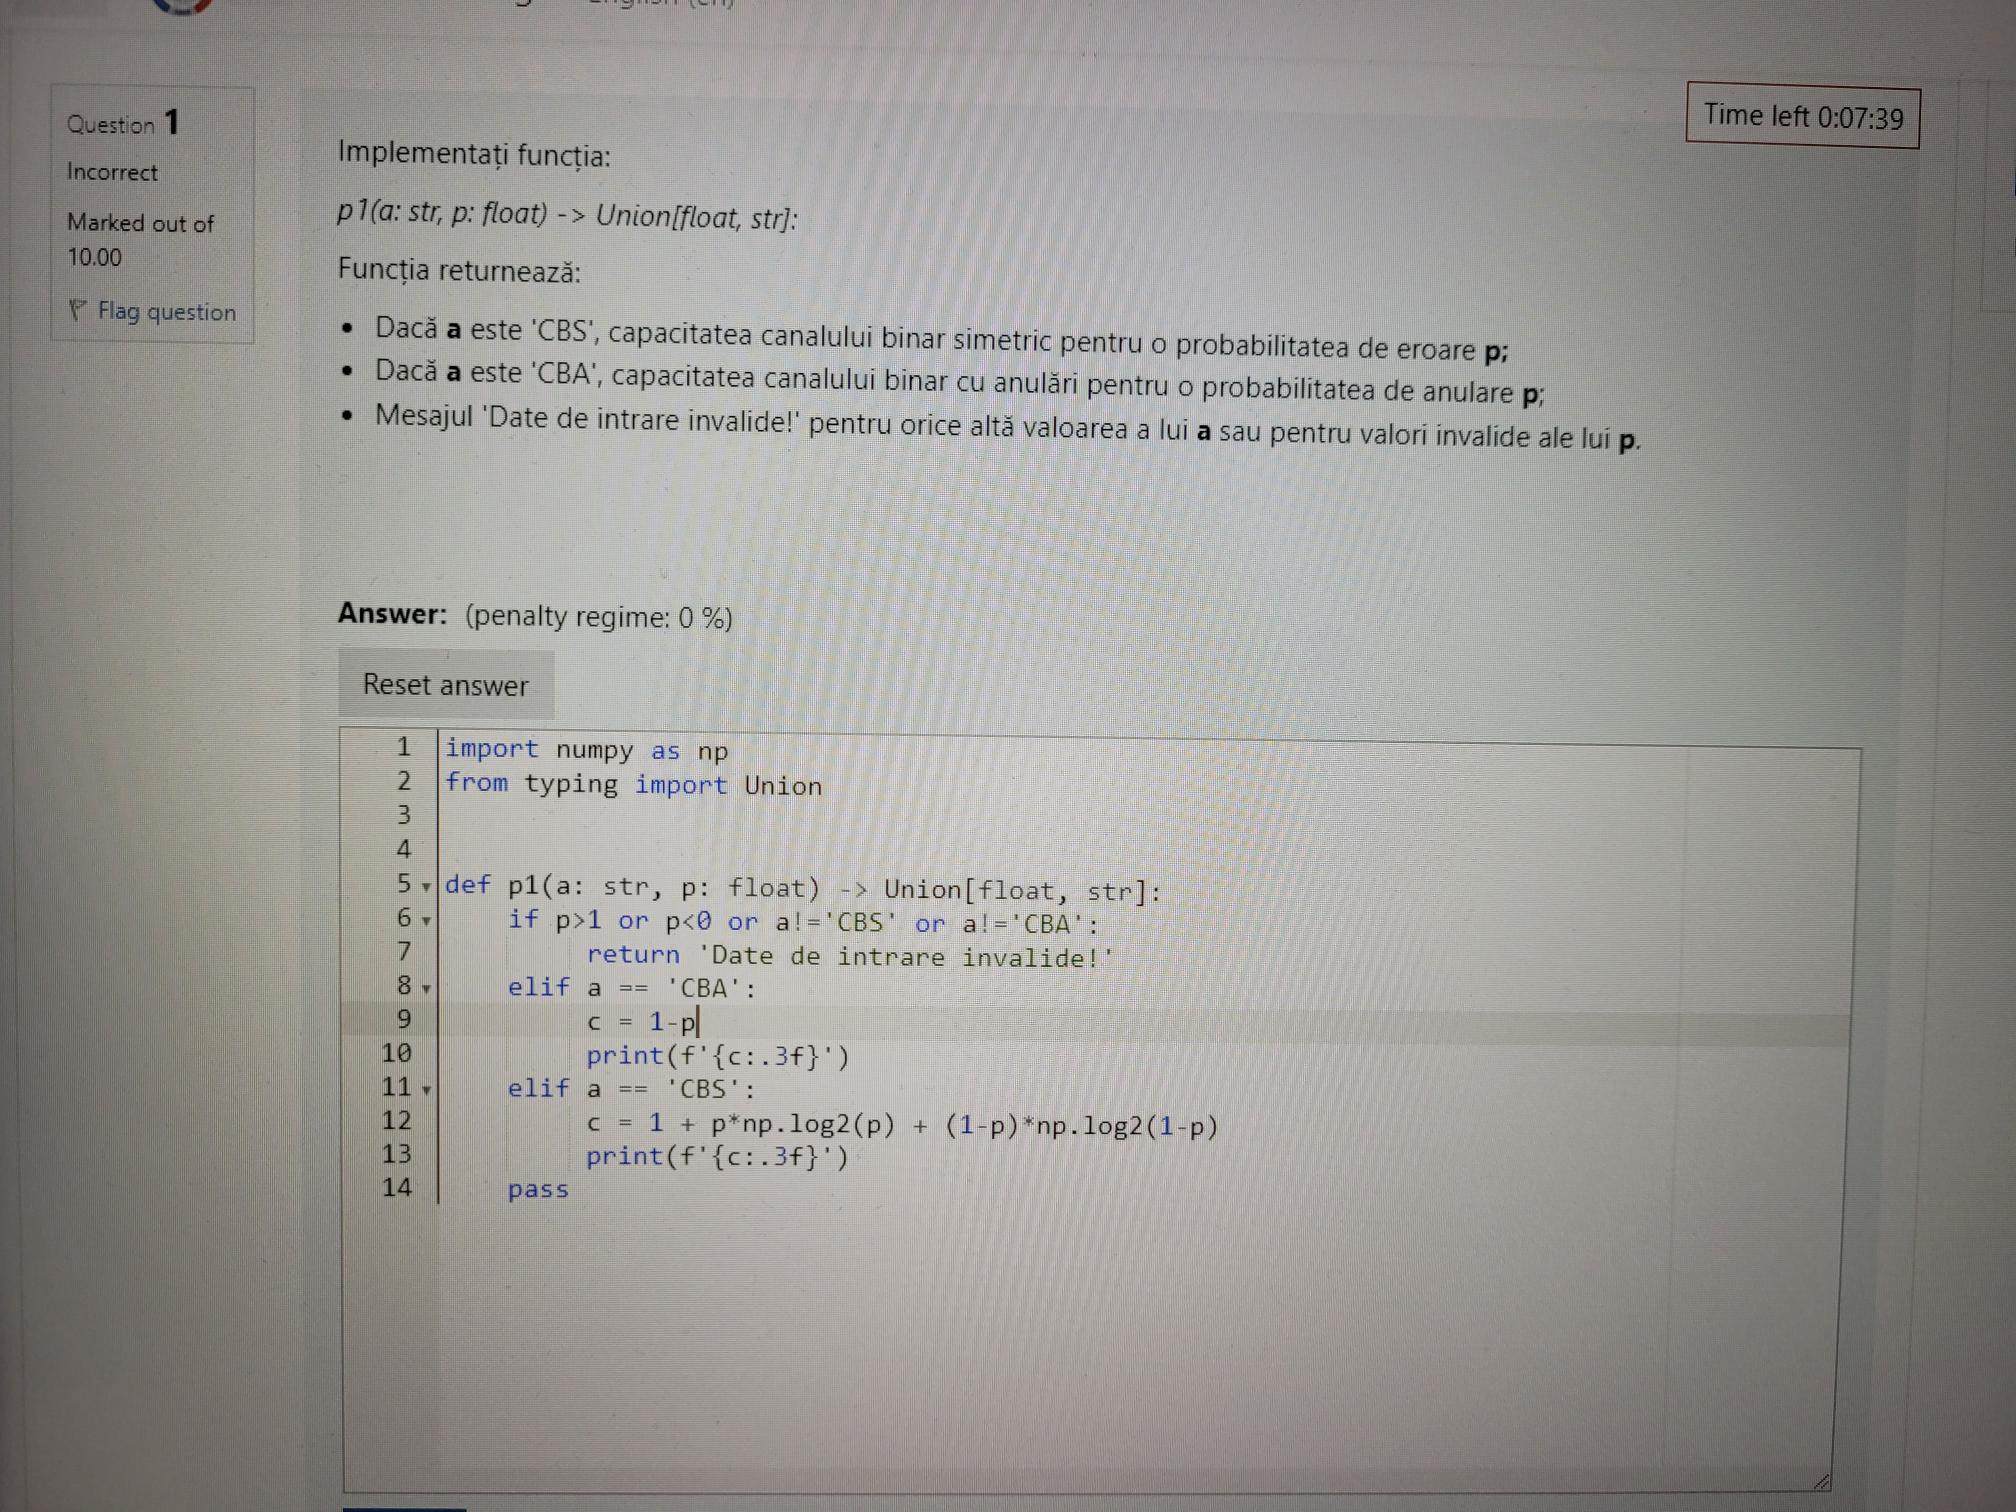 English (en)
Question 1
Incorrect
Marked out of
10.00
Flag question
Time left 0:07:39
Implementați funcția:
p1(a: str, p: float) -> Union[float, str]:
Funcția returnează:
• Dacă a este 'CBS', capacitatea canalului binar simetric pentru o probabilitatea de eroare p;
• Dacă a este 'CBA', capacitatea canalului binar cu anulări pentru o probabilitatea de anulare p;
• Mesajul 'Date de intrare invalide!' pentru orice altă valoarea a lui a sau pentru valori invalide ale lui p.
Answer: (penalty regime: 0 %)
Reset answer
1 import numpy as np
2 from typing import Union
3
4
5 def p1(a: str, p: float) -> Union[float, str]:
6     if p>1 or p<0 or a!='CBS' or a!='CBA':
7          return 'Date de intrare invalide!'
8     elif a == 'CBA':
9          c = 1-p
10          print(f'{c:.3f}')
11     elif a == 'CBS':
12          c = 1 + p*np.log2(p) + (1-p)*np.log2(1-p)
13          print(f'{c:.3f}')
14     pass